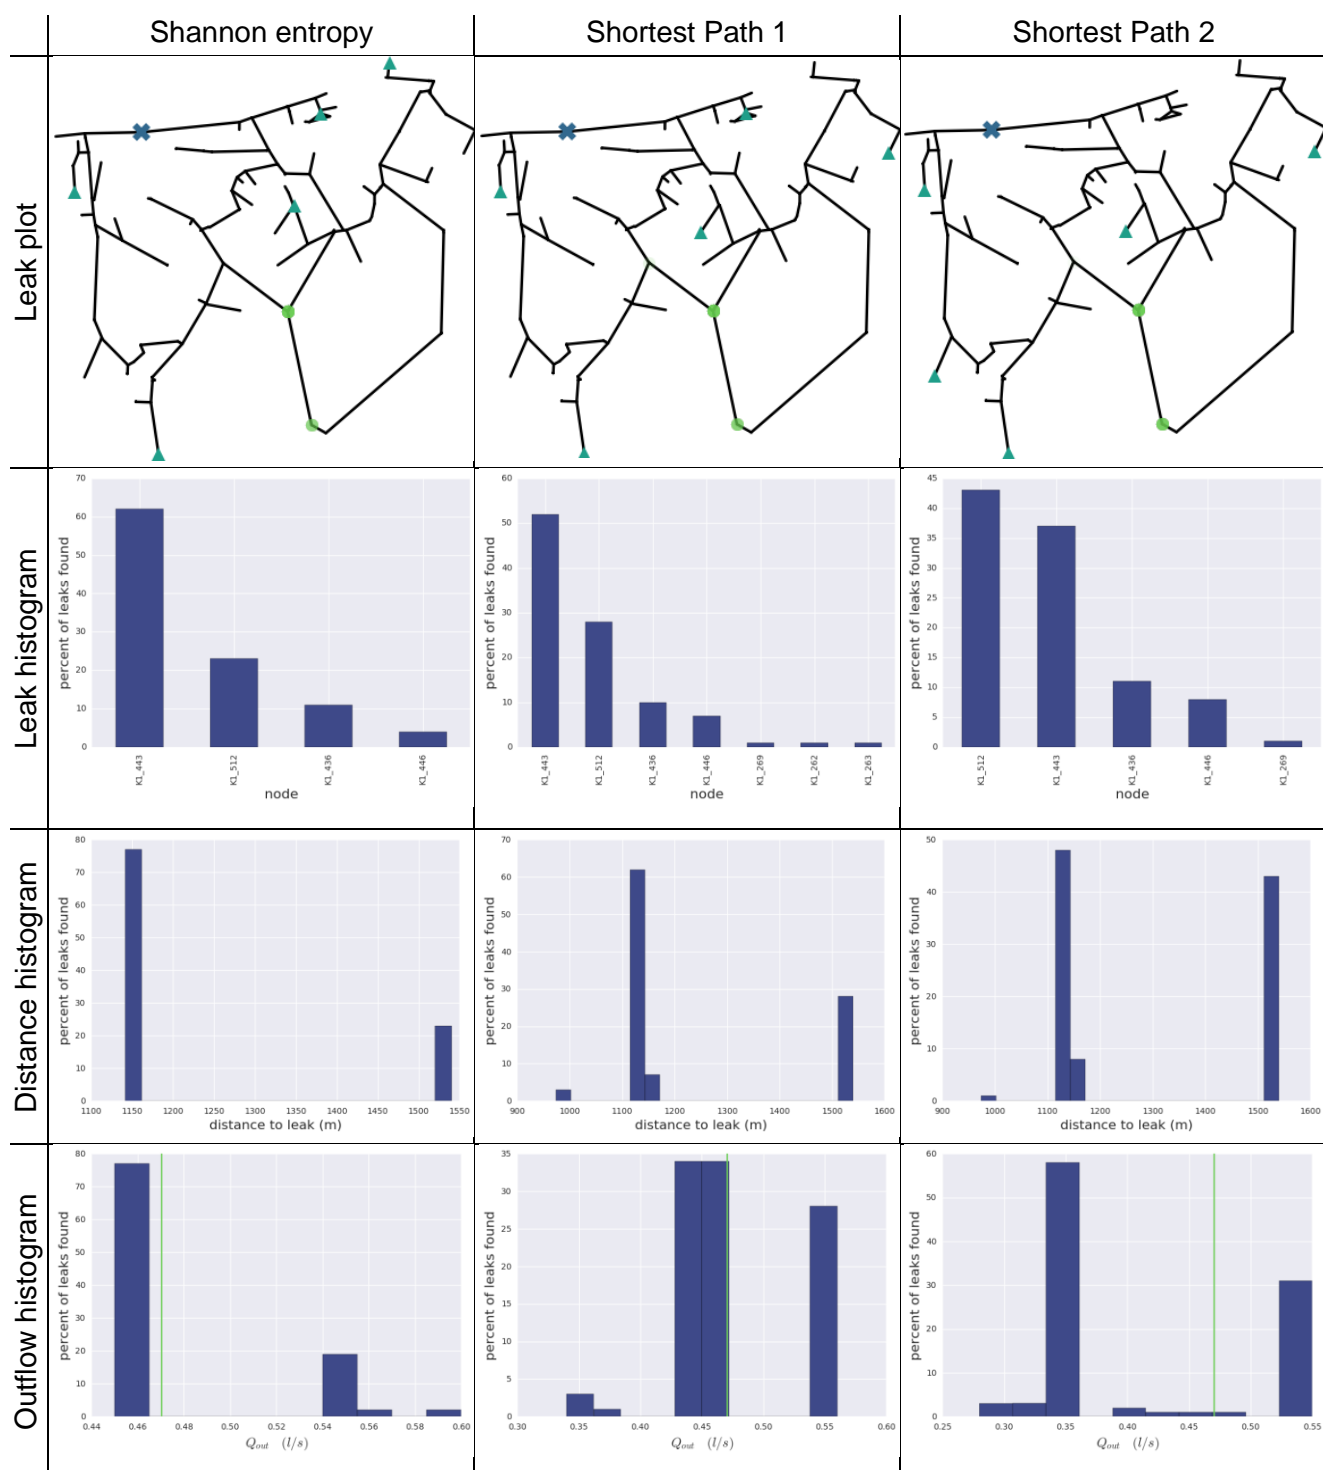 Shannon entropy
Shortest Path 1
Shortest Path 2
Leak plot
Leak histogram
percent of leaks found
70
60
50
40
30
20
10
0
K1_443
K1_512
K1_436
K1_446
node
percent of leaks found
60
50
40
30
20
10
0
K1_443
K1_512
K1_436
K1_446
K1_269
K1_262
K1_263
node
percent of leaks found
45
40
35
30
25
20
15
10
5
0
K1_512
K1_443
K1_436
K1_446
K1_269
node
Distance histogram
percent of leaks found
80
70
60
50
40
30
20
10
0
1100 1150 1200 1250 1300 1350 1400 1450 1500 1550
distance to leak (m)
percent of leaks found
70
60
50
40
30
20
10
0
900 1000 1100 1200 1300 1400 1500 1600
distance to leak (m)
percent of leaks found
50
40
30
20
10
0
900 1000 1100 1200 1300 1400 1500 1600
distance to leak (m)
Outflow histogram
percent of leaks found
80
70
60
50
40
30
20
10
0
0.44 0.46 0.48 0.50 0.52 0.54 0.56 0.58 0.60
Q_out (l/s)
percent of leaks found
35
30
25
20
15
10
5
0
0.30 0.35 0.40 0.45 0.50 0.55 0.60
Q_out (l/s)
percent of leaks found
60
50
40
30
20
10
0
0.25 0.30 0.35 0.40 0.45 0.50 0.55
Q_out (l/s)